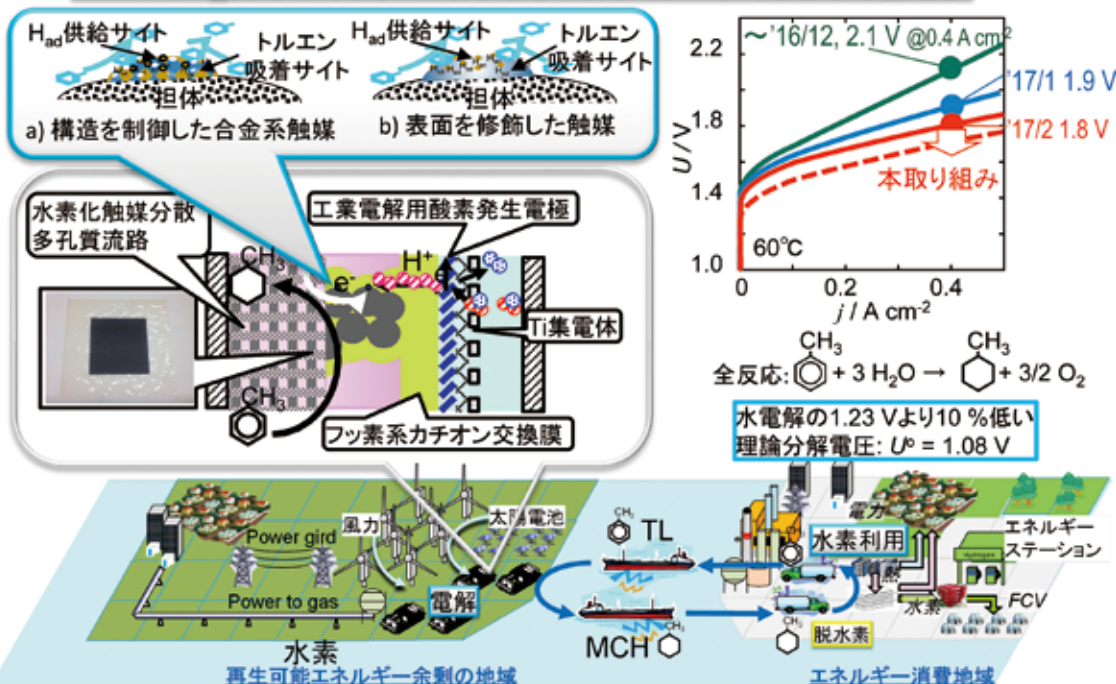 Had供給サイト
トルエン
吸着サイト
担体
a) 構造を制御した合金系触媒
Had供給サイト
トルエン
吸着サイト
担体
b) 表面を修飾した触媒
U / V
2.2
1.8
1.4
1.0
0
0.2
0.4
j / A cm-2
60℃
～'16/12, 2.1 V @0.4 A cm-2
'17/1 1.9 V
'17/2 1.8 V
本取り組み
水素化触媒分散
多孔質流路
工業電解用酸素発生電極
CH3
e-
H+
Ti集電体
CH3
フッ素系カチオン交換膜
CH3
CH3
全反応: + 3 H2O → + 3/2 O2
水電解の1.23 Vより10 %低い
理論分解電圧: Uo = 1.08 V
Power gird
風力
太陽電池
Power to gas
電解
水素
再生可能エネルギー余剰の地域
CH3
TL
MCH
CH3
CH3
電力
水素利用
熱
エネルギー
ステーション
Hydrogen
水素
FCV
CH3
脱水素
エネルギー消費地域